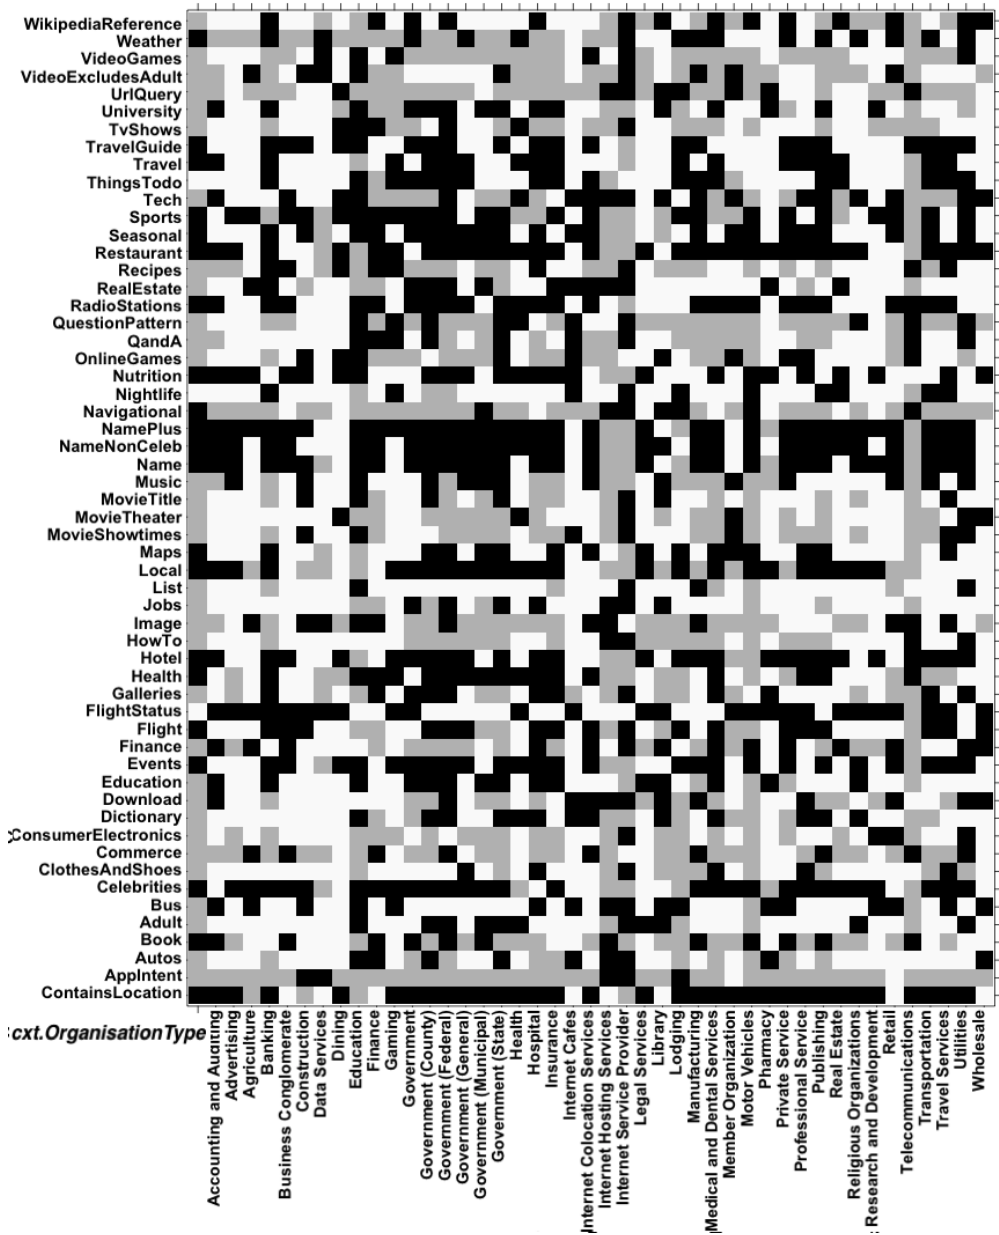 WikipediaReference
Weather
VideoGames
VideoExcludesAdult
UrlQuery
University
TvShows
TravelGuide
Travel
ThingsTodo
Tech
Sports
Seasonal
Restaurant
Recipes
RealEstate
RadioStations
QuestionPattern
QandA
OnlineGames
Nutrition
Nightlife
Navigational
NamePlus
NameNonCeleb
Name
Music
MovieTitle
MovieTheater
MovieShowtimes
Maps
Local
List
Jobs
Image
HowTo
Hotel
Health
Galleries
FlightStatus
Flight
Finance
Events
Education
Download
Dictionary
ConsumerElectronics
Commerce
ClothesAndShoes
Celebrities
Bus
Adult
Book
Autos
AppIntent
ContainsLocation
cxt.OrganisationType
Accounting and Auditing
Advertising
Agriculture
Banking
Business Conglomerate
Construction
Data Services
Dining
Education
Finance
Gaming
Government
Government (County)
Government (Federal)
Government (General)
Government (Municipal)
Government (State)
Health
Hospital
Insurance
Internet Cafes
Internet Colocation Services
Internet Hosting Services
Internet Service Provider
Legal Services
Library
Lodging
Manufacturing
Medical and Dental Services
Member Organization
Motor Vehicles
Pharmacy
Private Service
Professional Service
Publishing
Real Estate
Religious Organizations
Research and Development
Retail
Telecommunications
Transportation
Travel Services
Utilities
Wholesale